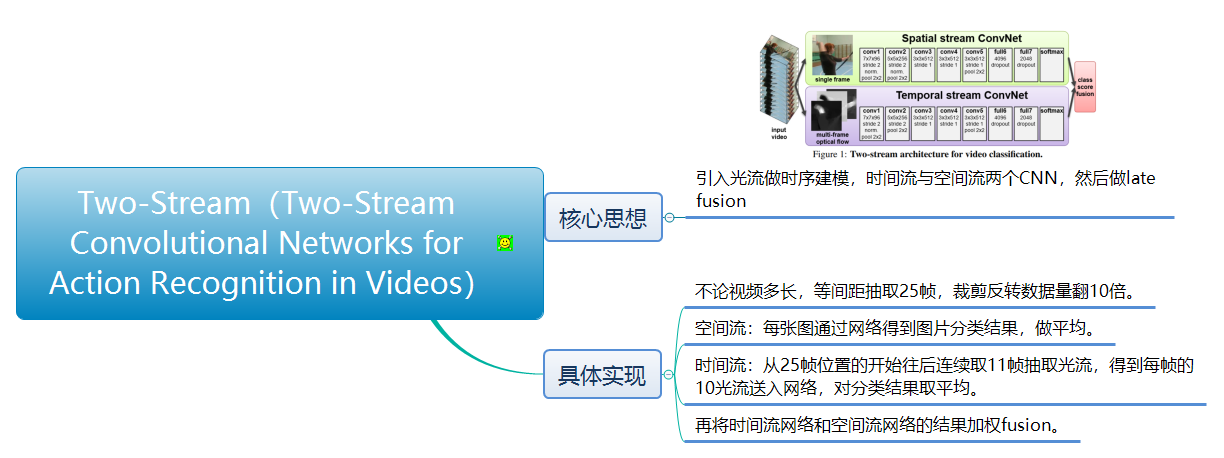 Spatial stream ConvNet
conv1 conv2 conv3 conv4 conv5 full6 full7 softmax
7x7x96 5x5x256 3x3x512 3x3x512 3x3x512 4096 2048
stride 2 stride 2 stride 1 stride 1 stride 1 dropout dropout
norm. norm. pool 2x2
pool 2x2 pool 2x2
single frame
Temporal stream ConvNet
conv1 conv2 conv3 conv4 conv5 full6 full7 softmax
7x7x96 5x5x256 3x3x512 3x3x512 3x3x512 4096 2048
stride 2 stride 2 stride 1 stride 1 stride 1 dropout dropout
norm. pool 2x2 pool 2x2
pool 2x2
multi-frame
optical flow
input
video
class
score
fusion
Figure 1: Two-stream architecture for video classification.
Two-Stream（Two-Stream
Convolutional Networks for
Action Recognition in Videos）
核心思想
引入光流做时序建模，时间流与空间流两个CNN，然后做late
fusion
具体实现
不论视频多长，等间距抽取25帧，裁剪反转数据量翻10倍。
空间流：每张图通过网络得到图片分类结果，做平均。
时间流：从25帧位置的开始往后连续取11帧抽取光流，得到每帧的
10光流送入网络，对分类结果取平均。
再将时间流网络和空间流网络的结果加权fusion。